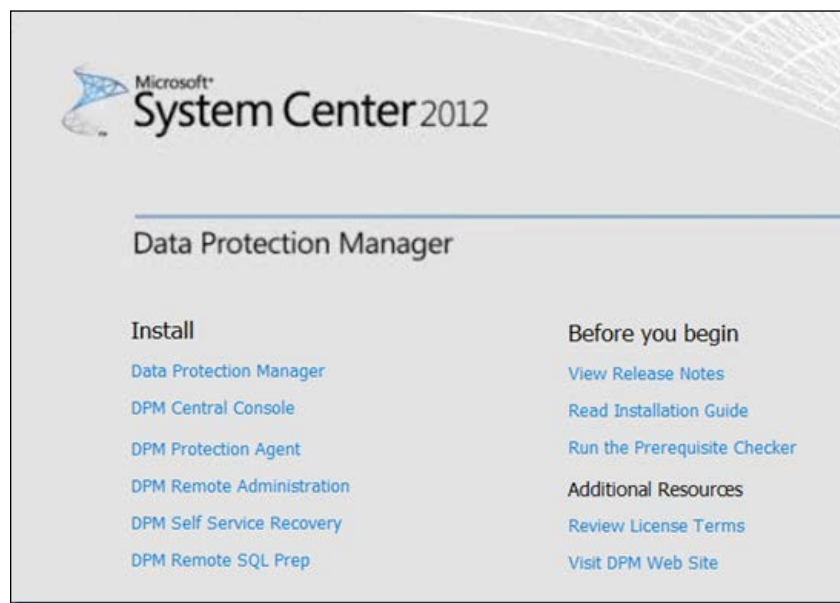 Microsoft®
System Center 2012
Data Protection Manager
Install
Data Protection Manager
DPM Central Console
DPM Protection Agent
DPM Remote Administration
DPM Self Service Recovery
DPM Remote SQL Prep
Before you begin
View Release Notes
Read Installation Guide
Run the Prerequisite Checker
Additional Resources
Review License Terms
Visit DPM Web Site